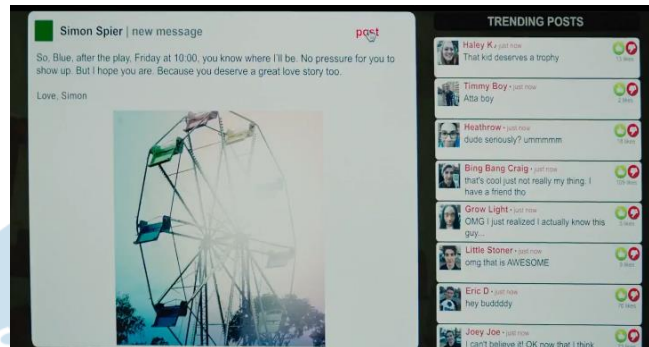 Simon Spier | new message
post
So, Blue, after the play, Friday at 10:00, you know where I'll be. No pressure for you to
show up. But I hope you are. Because you deserve a great love story too.
Love, Simon
TRENDING POSTS
Haley K. • just now
That kid deserves a trophy
Timmy Boy • just now
Atta boy
2 likes
Heathrow • just now
dude seriously? ummmmm
18 likes
Bing Bang Craig • just now
that's cool just not really my thing. I
have a friend tho
Grow Light • just now
OMG I just realized I actually know this
guy...
Little Stoner • just now
omg that is AWESOME
Eric D • just now
hey buddddy
Joey Joe • just now
I can't believe it! OK now that I think